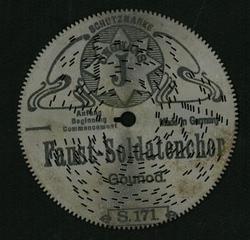 SCHUTZMARKE
J
Anfang
Beginning
Commencement
Made in Germany
Faust-Soldatenchor
Gounod.
S. 171